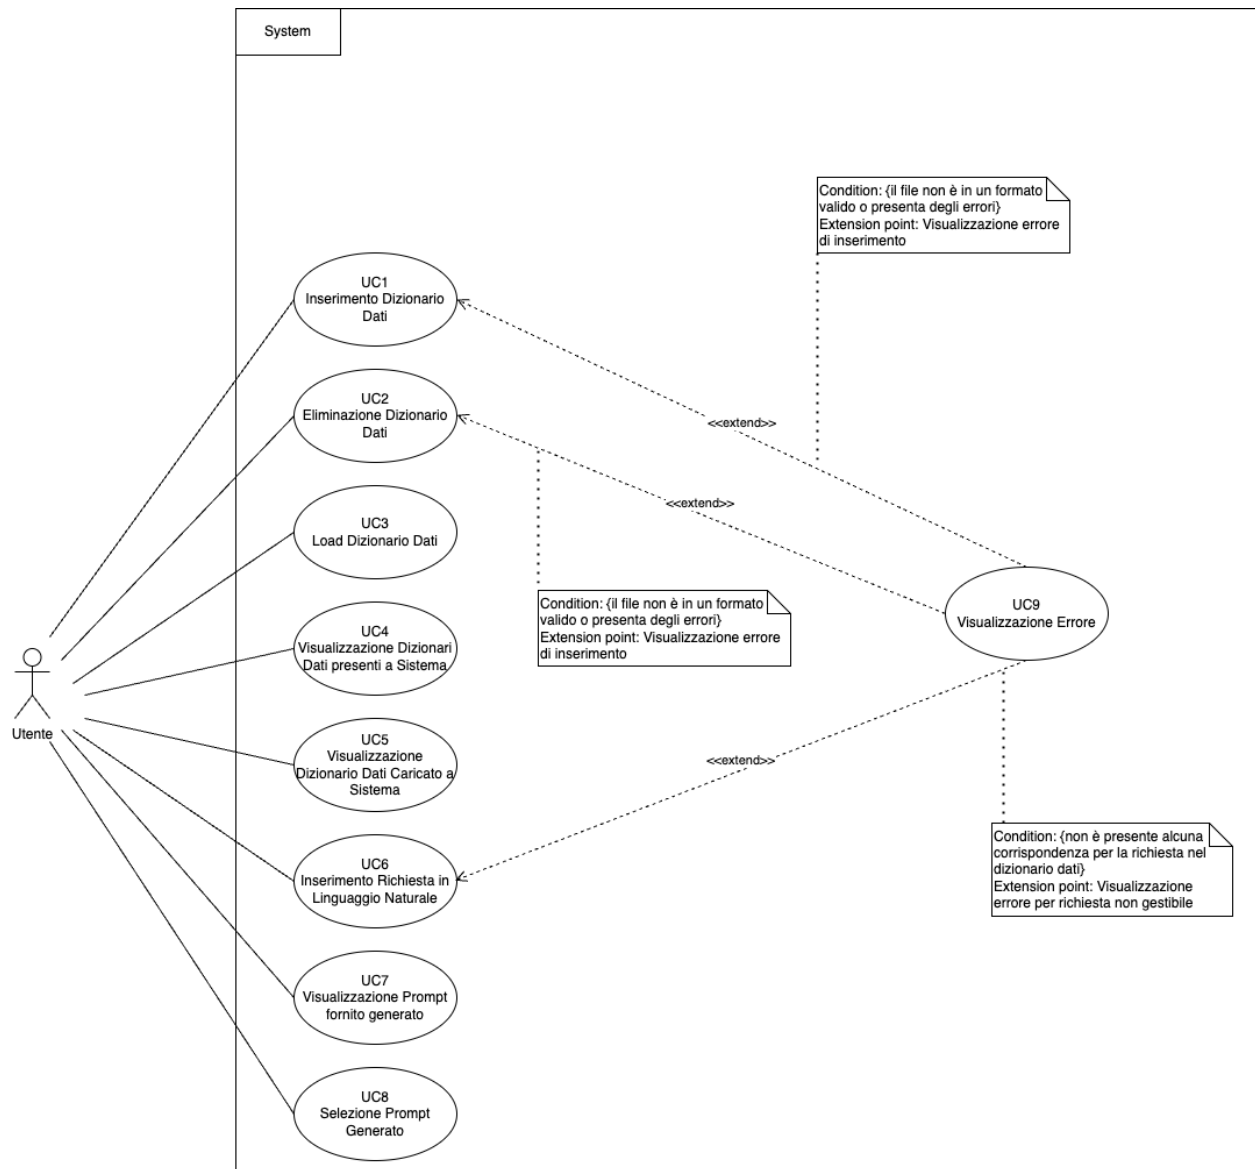 System
Condition: {il file non è in un formato
valido o presenta degli errori}
Extension point: Visualizzazione errore
di inserimento
UC1
Inserimento Dizionario
Dati
UC2
Eliminazione Dizionario
Dati
<<extend>>
<<extend>>
UC3
Load Dizionario Dati
Condition: {il file non è in un formato
valido o presenta degli errori}
Extension point: Visualizzazione errore
di inserimento
UC9
Visualizzazione Errore
UC4
Visualizzazione Dizionari
Dati presenti a Sistema
Utente
UC5
Visualizzazione
Dizionario Dati Caricato a
Sistema
<<extend>>
UC6
Inserimento Richiesta in
Linguaggio Naturale
Condition: {non è presente alcuna
corrispondenza per la richiesta nel
dizionario dati}
Extension point: Visualizzazione
errore per richiesta non gestibile
UC7
Visualizzazione Prompt
fornito generato
UC8
Selezione Prompt
Generato